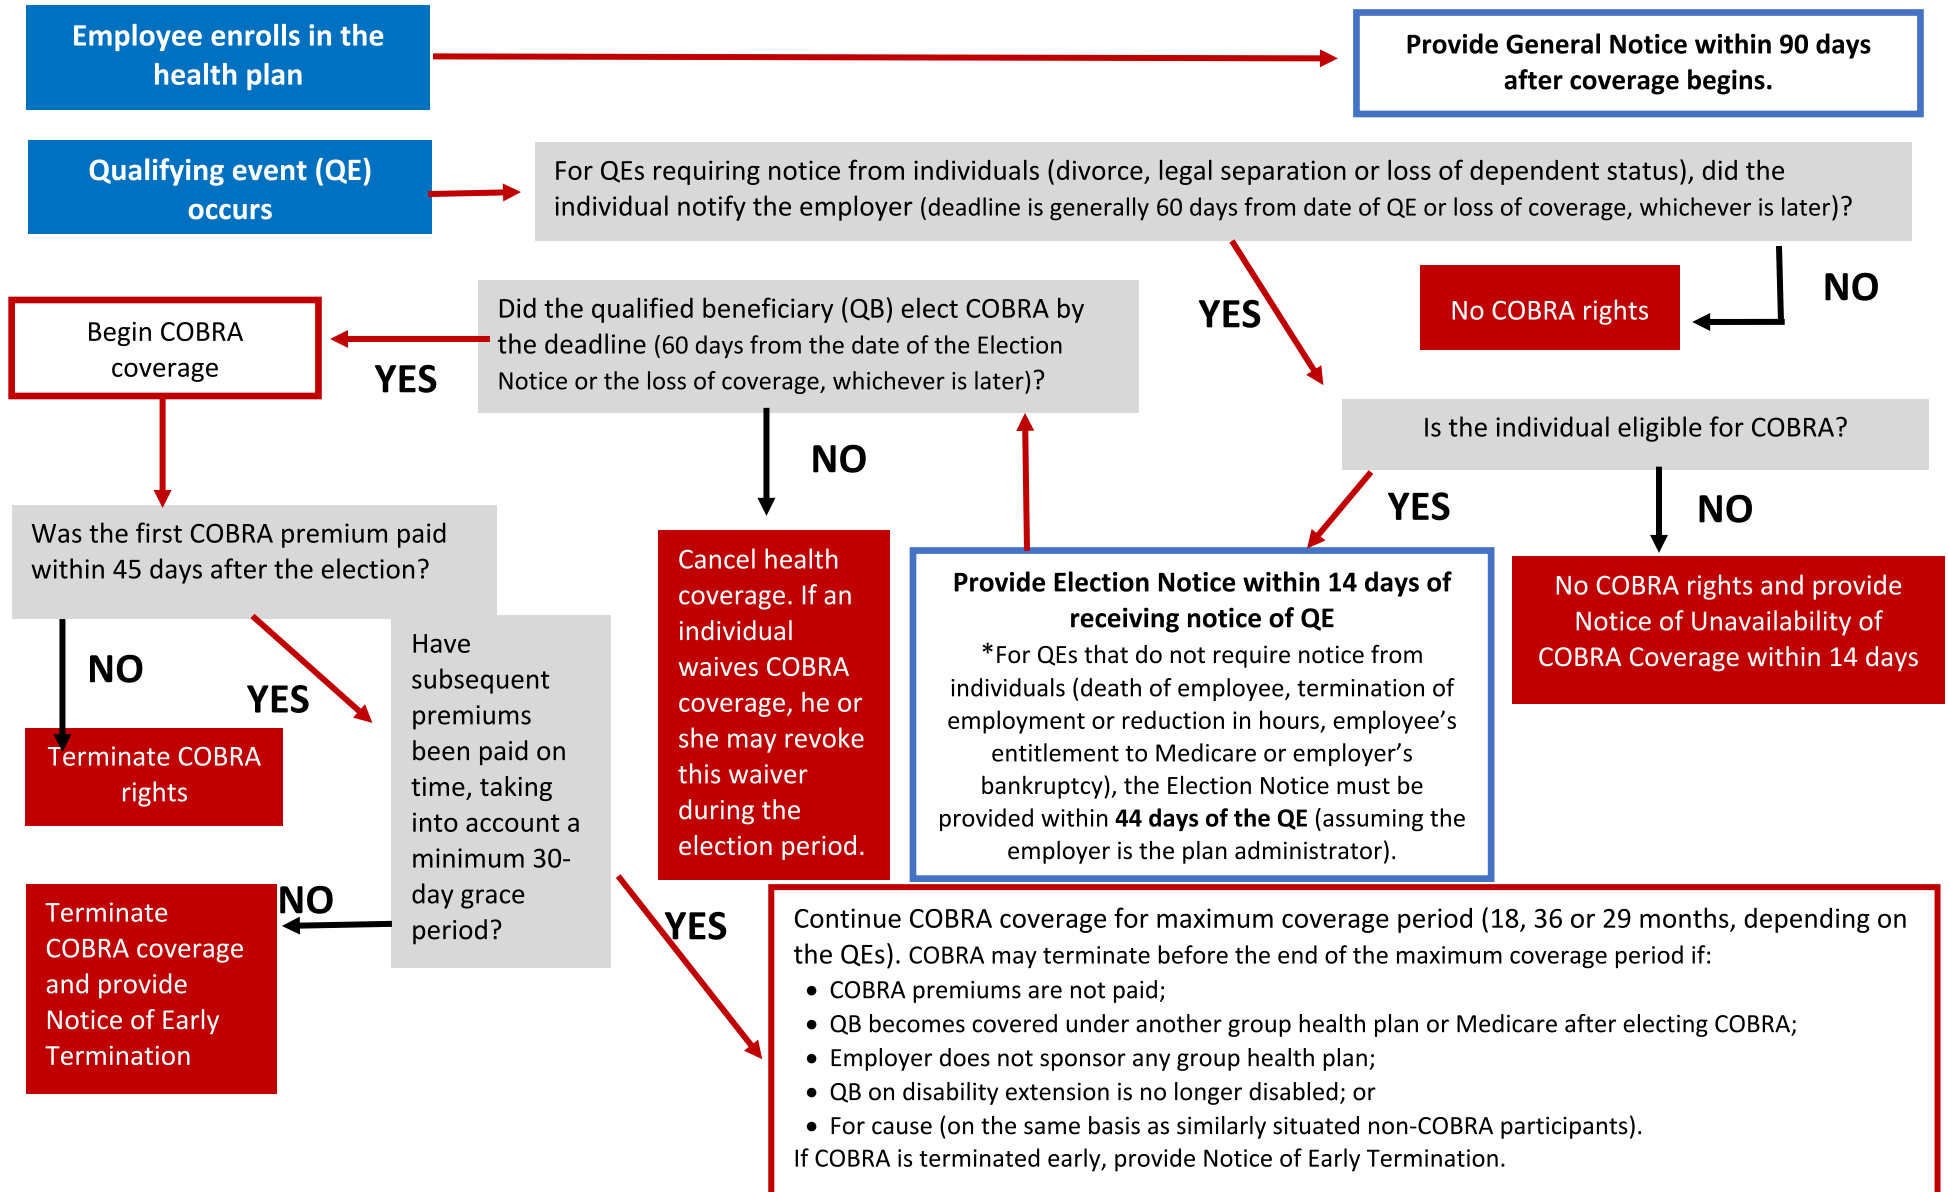 Employee enrolls in the
health plan
Provide General Notice within 90 days
after coverage begins.
Qualifying event (QE)
occurs
For QEs requiring notice from individuals (divorce, legal separation or loss of dependent status), did the
individual notify the employer (deadline is generally 60 days from date of QE or loss of coverage, whichever is later)?
YES
NO
No COBRA rights
Is the individual eligible for COBRA?
YES
NO
No COBRA rights and provide
Notice of Unavailability of
COBRA Coverage within 14 days
Provide Election Notice within 14 days of
receiving notice of QE
*For QEs that do not require notice from
individuals (death of employee, termination of
employment or reduction in hours, employee’s
entitlement to Medicare or employer’s
bankruptcy), the Election Notice must be
provided within 44 days of the QE (assuming the
employer is the plan administrator).
Did the qualified beneficiary (QB) elect COBRA by
the deadline (60 days from the date of the Election
Notice or the loss of coverage, whichever is later)?
YES
NO
Cancel health
coverage. If an
individual
waives COBRA
coverage, he or
she may revoke
this waiver
during the
election period.
Begin COBRA
coverage
Was the first COBRA premium paid
within 45 days after the election?
NO
YES
Terminate COBRA
rights
Have
subsequent
premiums
been paid on
time, taking
into account a
minimum 30-
day grace
period?
NO
YES
Terminate
COBRA coverage
and provide
Notice of Early
Termination
Continue COBRA coverage for maximum coverage period (18, 36 or 29 months, depending on
the QEs). COBRA may terminate before the end of the maximum coverage period if:
• COBRA premiums are not paid;
• QB becomes covered under another group health plan or Medicare after electing COBRA;
• Employer does not sponsor any group health plan;
• QB on disability extension is no longer disabled; or
• For cause (on the same basis as similarly situated non-COBRA participants).
If COBRA is terminated early, provide Notice of Early Termination.